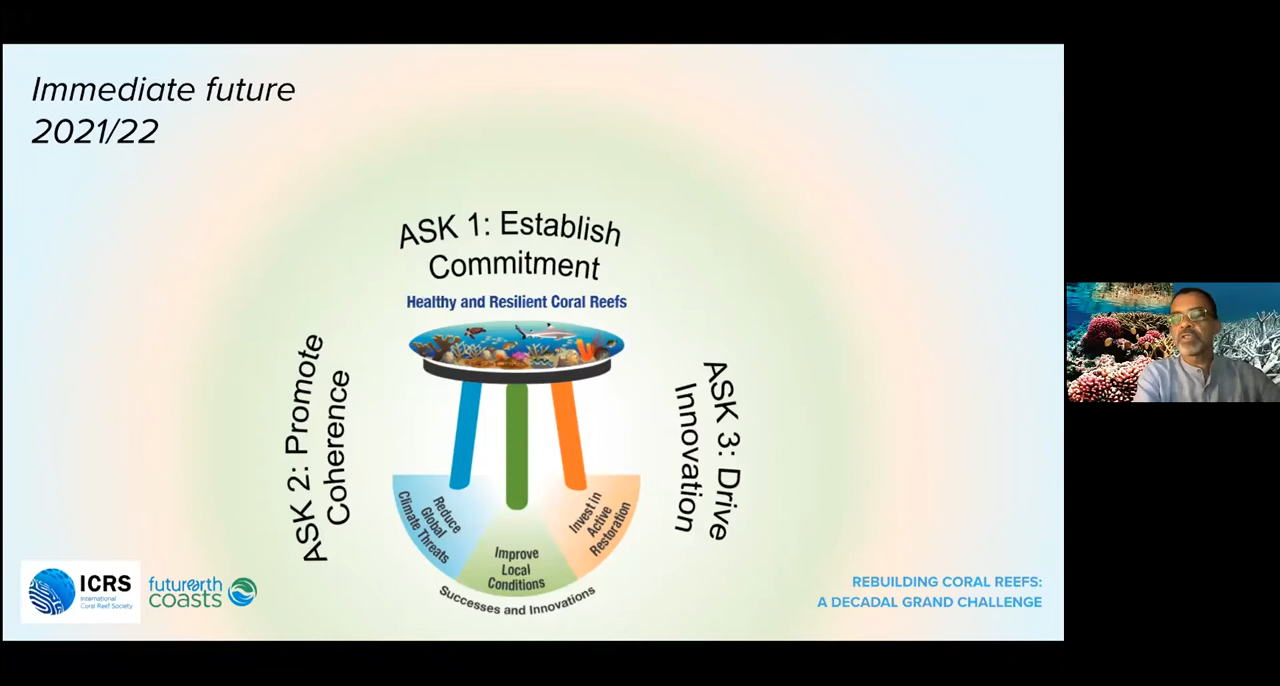 Immediate future
2021/22
ASK 1: Establish
Commitment
Healthy and Resilient Coral Reefs
ASK 2: Promote
Coherence
ASK 3: Drive
Innovation
Reduce
Global
Climate Threats
Improve
Local
Conditions
Invest in
Active
Restoration
Successes and Innovations
ICRS
International
Coral Reef Society
futurearth
coasts
REBUILDING CORAL REEFS:
A DECADAL GRAND CHALLENGE